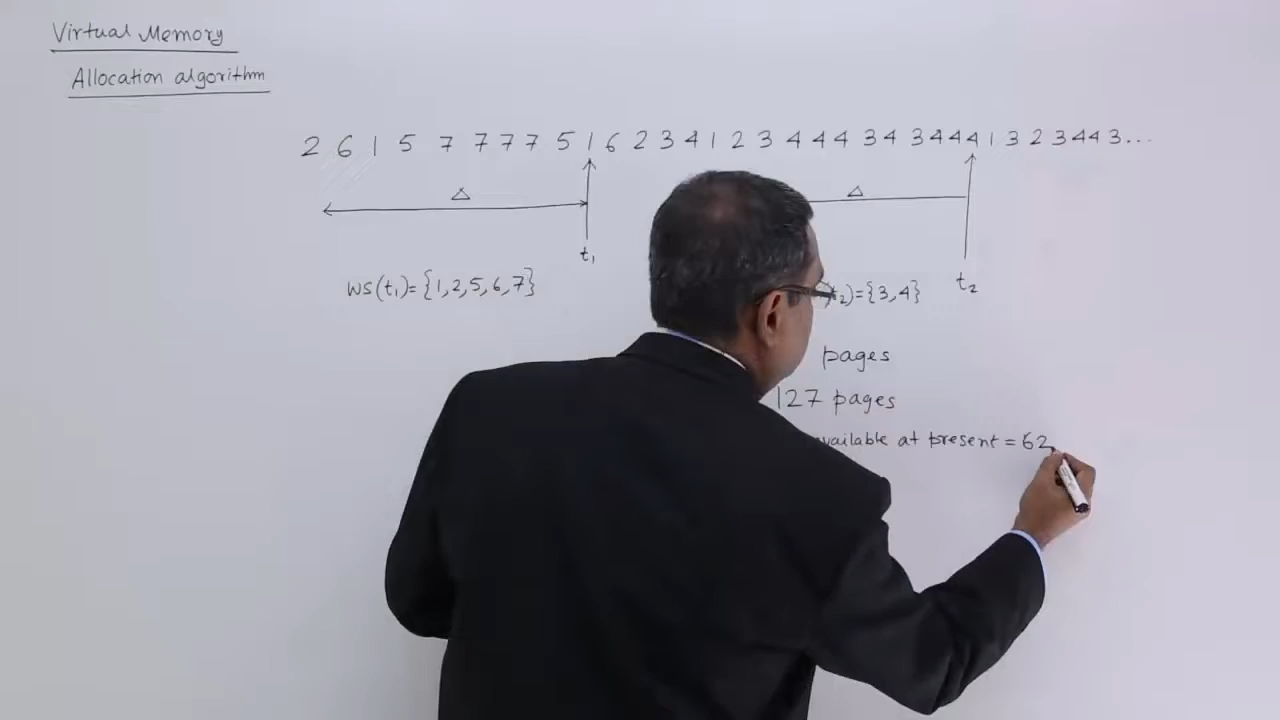 Virtual Memory
Allocation algorithm
2 6 1 5 7 7 7 7 5 1 6 2 3 4 1 2 3 4 4 4 3 4 3 4 4 4 1 3 2 3 4 4 3 ...
Δ Δ
t₁
t₂
WS(t₁)={1,2,5,6,7} ₂)={3,4}
pages
127 pages
available at present = 62